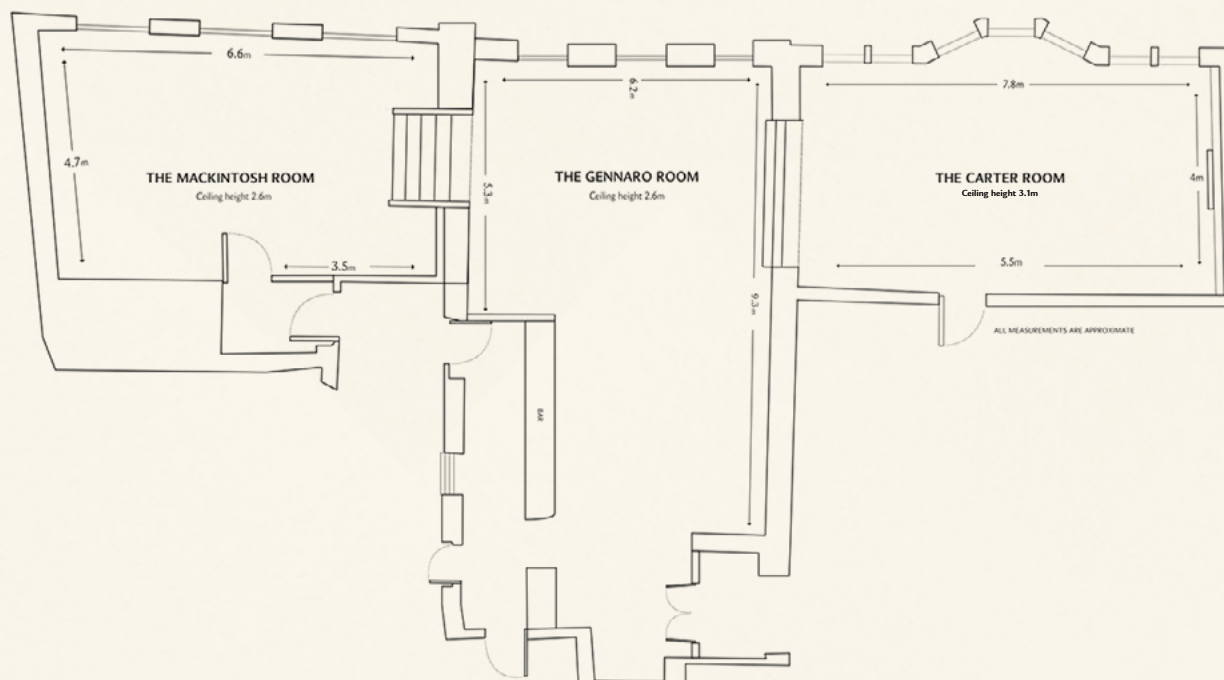 6.6m
4.7m
THE MACKINTOSH ROOM
Ceiling height 2.6m
3.5m
6.2m
5.3m
THE GENNARO ROOM
Ceiling height 2.6m
9.3m
BAR
7.8m
THE CARTER ROOM
Ceiling height 3.1m
4m
5.5m
ALL MEASUREMENTS ARE APPROXIMATE